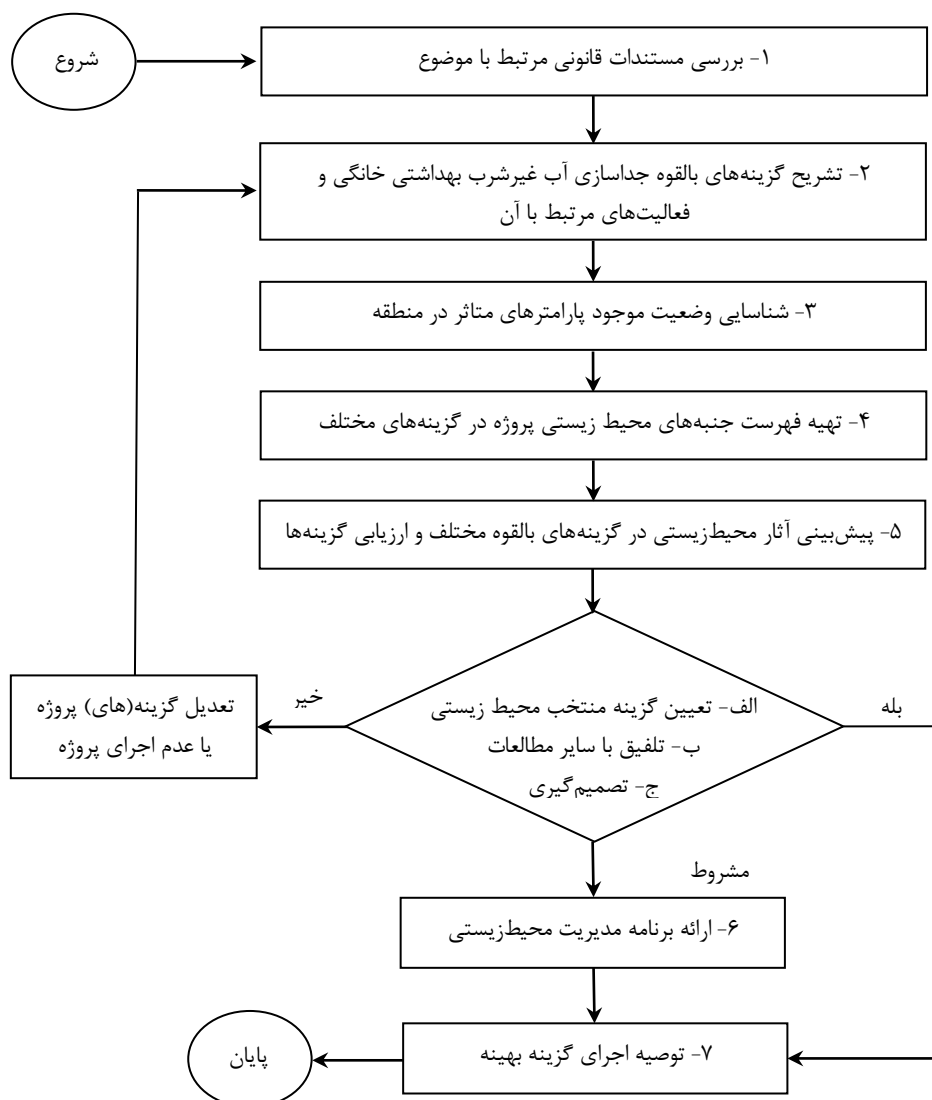 شروع
۱- بررسی مستندات قانونی مرتبط با موضوع
۲- تشریح گزینه‌های بالقوه جداسازی آب غیرشرب بهداشتی خانگی و
فعالیت‌های مرتبط با آن
۳- شناسایی وضعیت موجود پارامترهای متاثر در منطقه
۴- تهیه فهرست جنبه‌های محیط زیستی پروژه در گزینه‌های مختلف
۵- پیش‌بینی آثار محیط‌زیستی در گزینه‌های بالقوه مختلف و ارزیابی گزینه‌ها
الف- تعیین گزینه منتخب محیط زیستی
ب- تلفیق با سایر مطالعات
ج- تصمیم‌گیری
بله
خیر
تعدیل گزینه(های) پروژه
یا عدم اجرای پروژه
مشروط
۶- ارائه برنامه مدیریت محیط‌زیستی
۷- توصیه اجرای گزینه بهینه
پایان